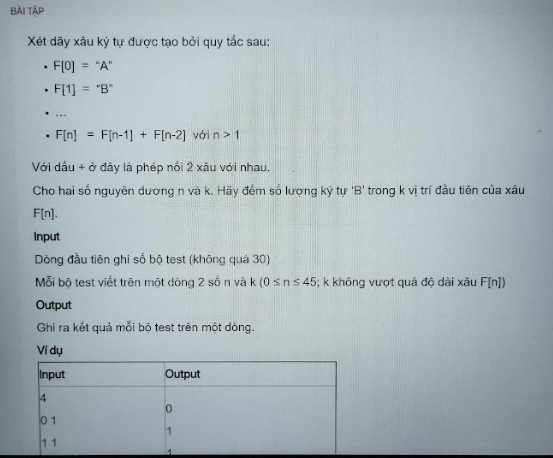 BÀI TẬP
Xét dãy xâu ký tự được tạo bởi quy tắc sau:
• F[0] = "A"
• F[1] = "B"
• ...
• F[n] = F[n-1] + F[n-2] với n > 1
Với dấu + ở đây là phép nối 2 xâu với nhau.
Cho hai số nguyên dương n và k. Hãy đếm số lượng ký tự 'B' trong k vị trí đầu tiên của xâu
F[n].
Input
Dòng đầu tiên ghi số bộ test (không quá 30)
Mỗi bộ test viết trên một dòng 2 số n và k (0 ≤ n ≤ 45; k không vượt quá độ dài xâu F[n])
Output
Ghi ra kết quả mỗi bộ test trên một dòng.
Ví dụ
Input Output
4
0
0 1
1
1 1